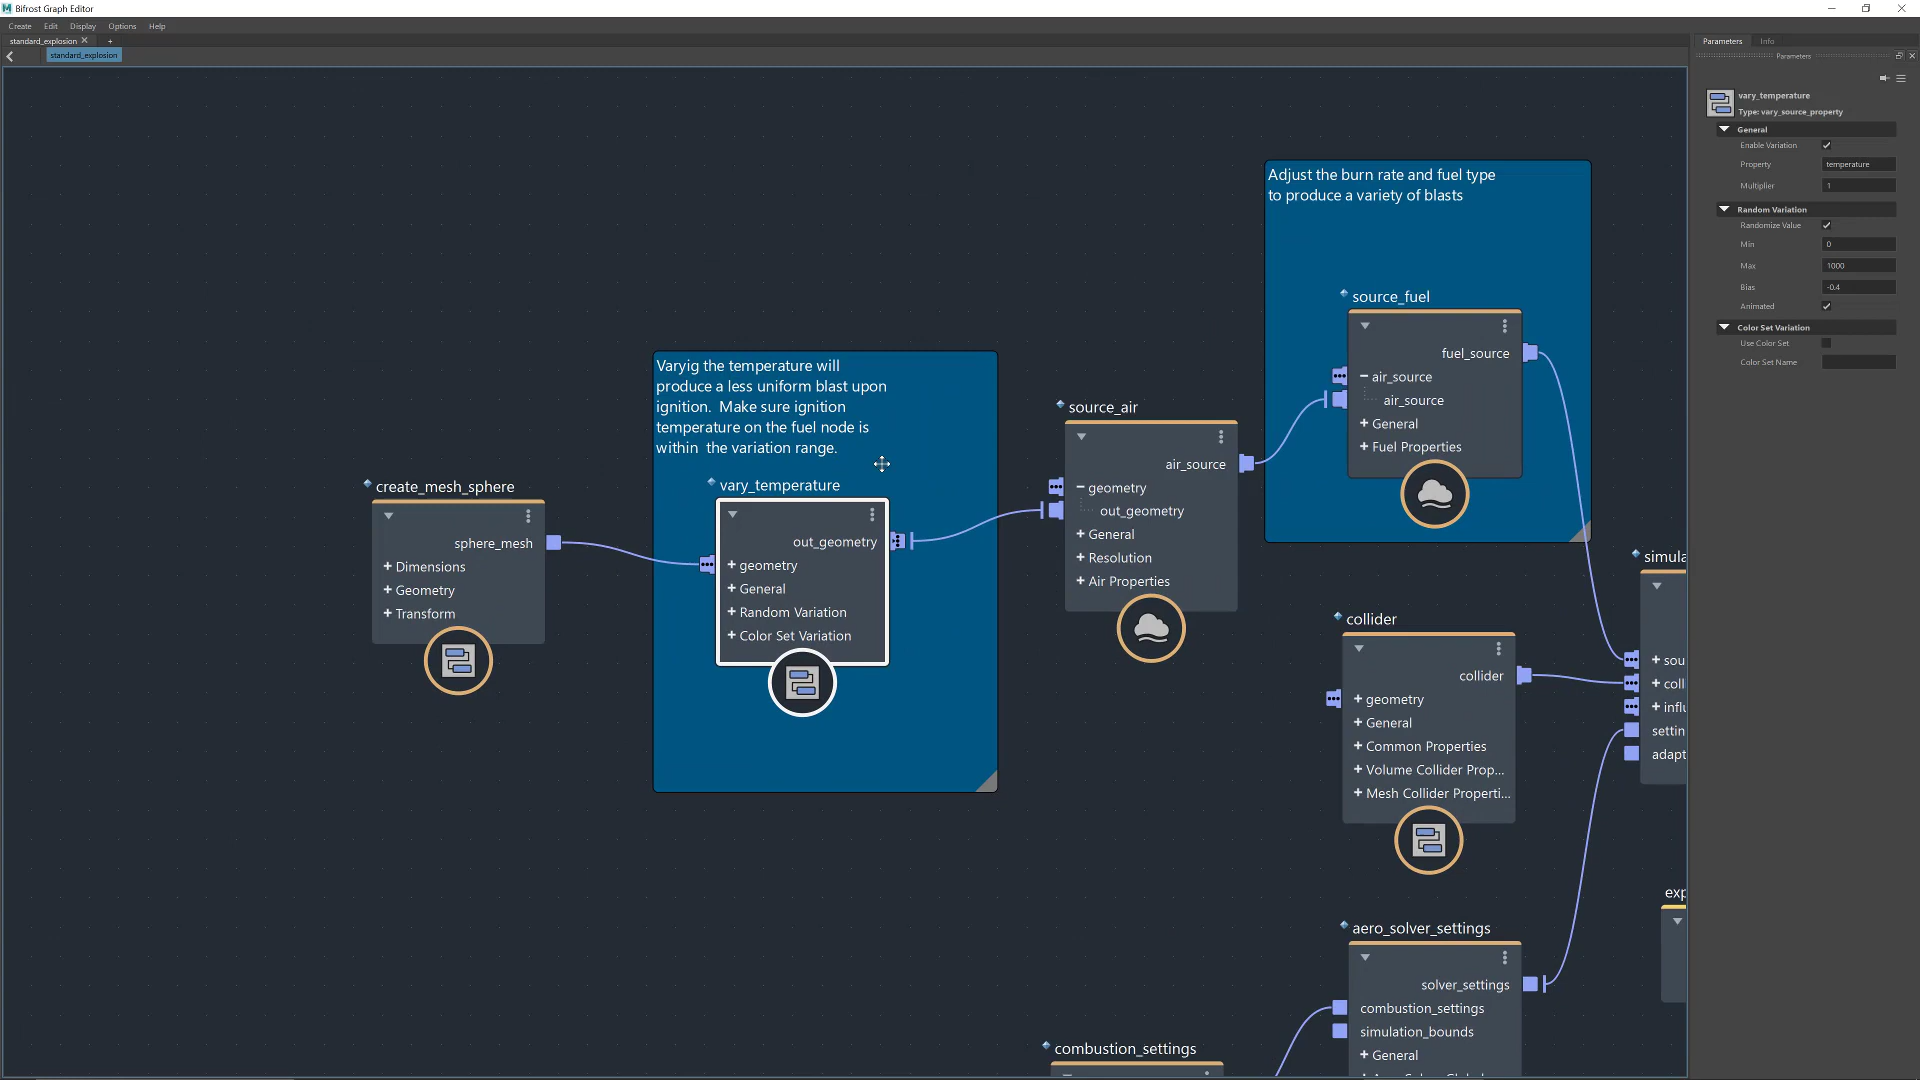 Bifrost Graph Editor
Create Edit Display Options Help
standard_explosion
standard_explosion
Adjust the burn rate and fuel type
to produce a variety of blasts
source_fuel
fuel_source
air_source
air_source
General
Fuel Properties
Varyig the temperature will
produce a less uniform blast upon
ignition. Make sure ignition
temperature on the fuel node is
within the variation range.
vary_temperature
out_geometry
geometry
General
Random Variation
Color Set Variation
create_mesh_sphere
sphere_mesh
Dimensions
Geometry
Transform
source_air
air_source
geometry
out_geometry
General
Resolution
Air Properties
collider
collider
geometry
General
Common Properties
Volume Collider Prop...
Mesh Collider Properti...
simula
sou
coll
influ
settin
adapt
exp
aero_solver_settings
solver_settings
combustion_settings
simulation_bounds
General
combustion_settings
Parameters Info
Parameters
vary_temperature
Type: vary_source_property
General
Enable Variation
Property temperature
Multiplier 1
Random Variation
Randomize Value
Min 0
Max 1000
Bias -0.4
Animated
Color Set Variation
Use Color Set
Color Set Name